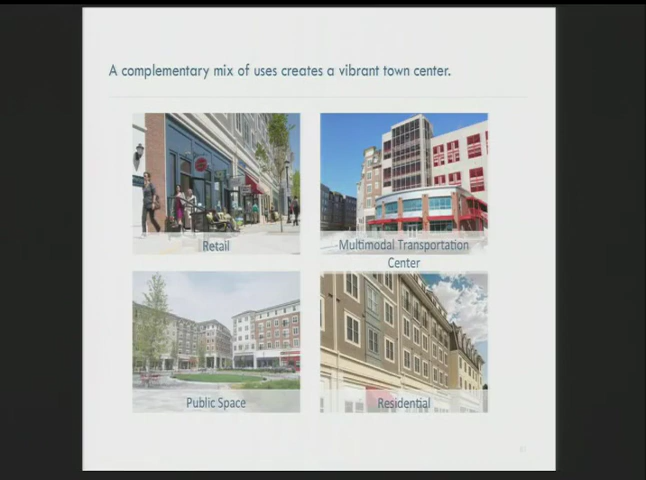 A complementary mix of uses creates a vibrant town center.
Retail
Multimodal Transportation
Center
Public Space
Residential